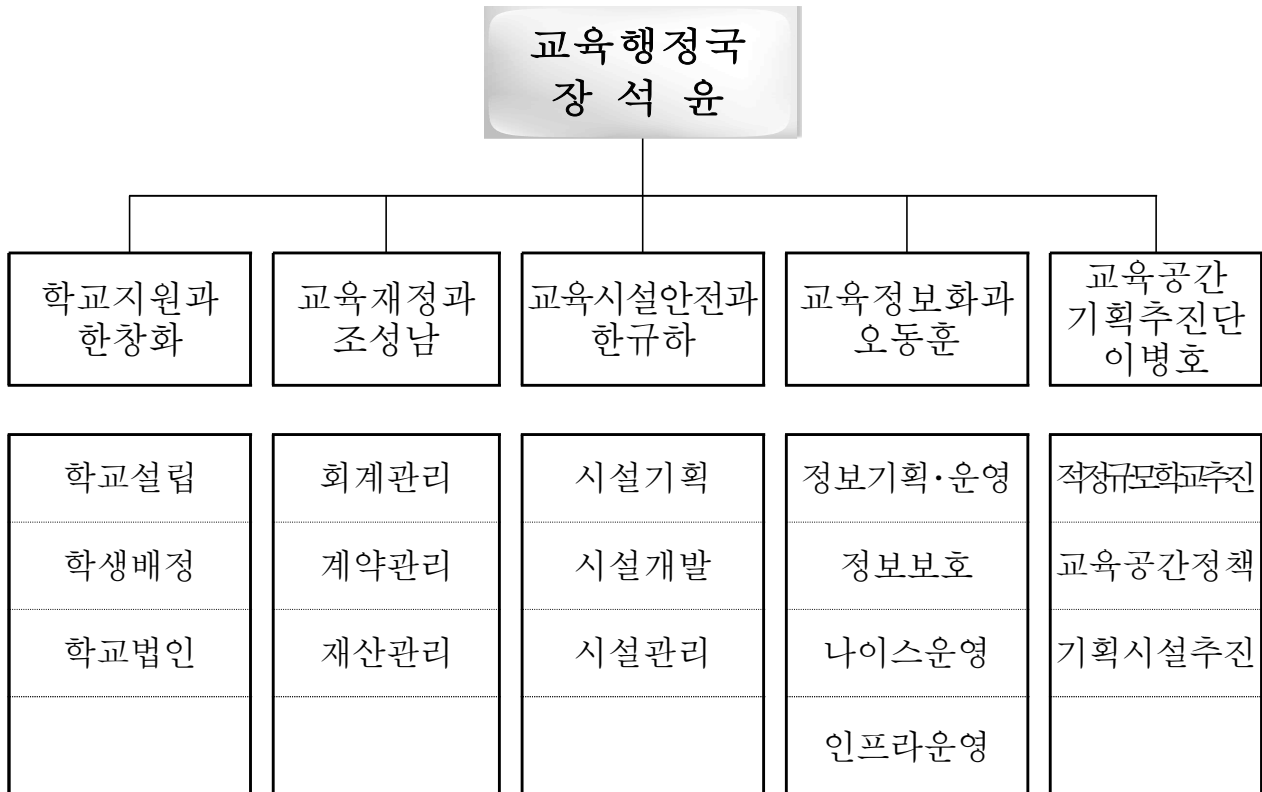 교육행정국
장 석 윤
학교지원과
한창화
교육재정과
조성남
교육시설안전과
한규하
교육정보화과
오동훈
교육공간
기획추진단
이병호
학교설립
학생배정
학교법인
회계관리
계약관리
재산관리
시설기획
시설개발
시설관리
정보기획·운영
정보보호
나이스운영
인프라운영
적정규모학교추진
교육공간정책
기획시설추진